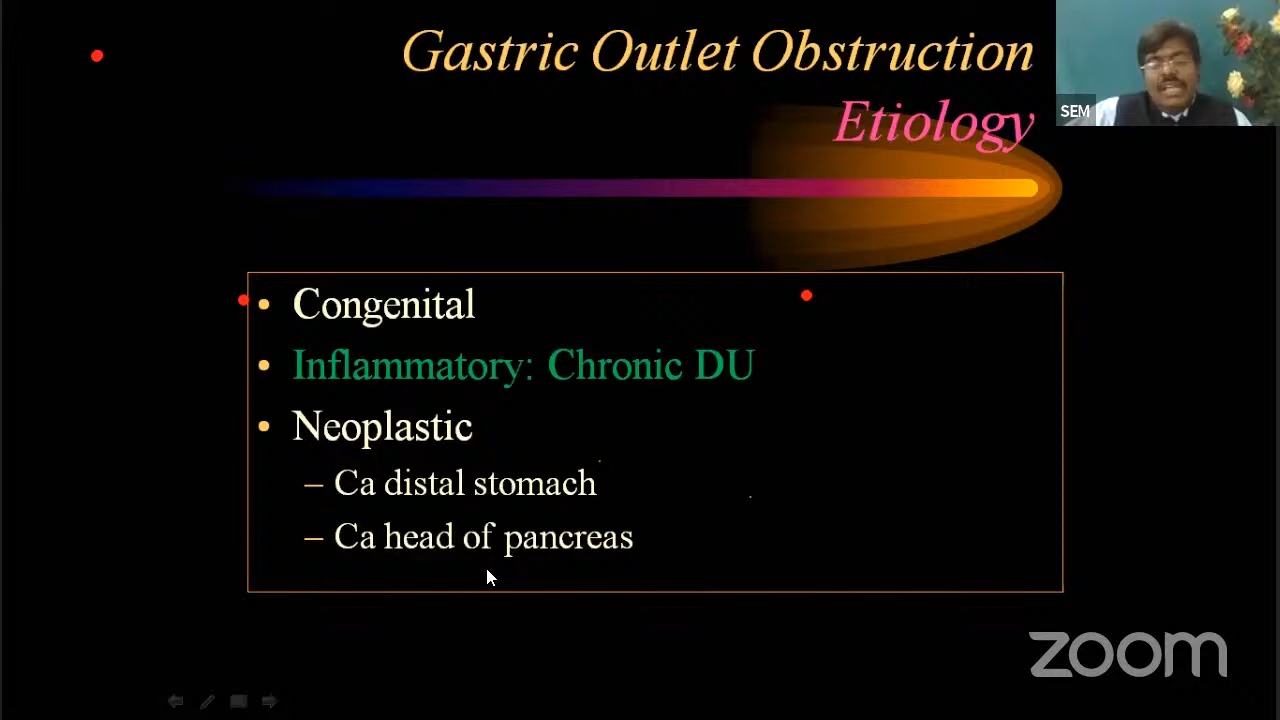 Gastric Outlet Obstruction
Etiology
SEM
• Congenital
• Inflammatory: Chronic DU
• Neoplastic
– Ca distal stomach
– Ca head of pancreas
zoom